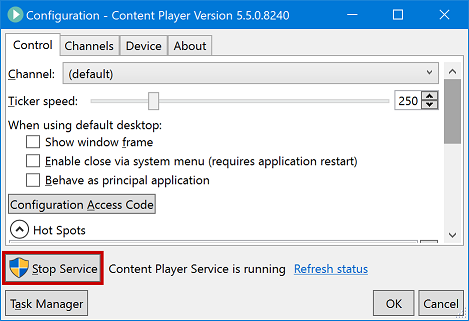 Configuration - Content Player Version 5.5.0.8240
Control Channels Device About
Channel: (default)
Ticker speed: 250
When using default desktop:
Show window frame
Enable close via system menu (requires application restart)
Behave as principal application
Configuration Access Code
Hot Spots
Stop Service Content Player Service is running Refresh status
Task Manager OK Cancel